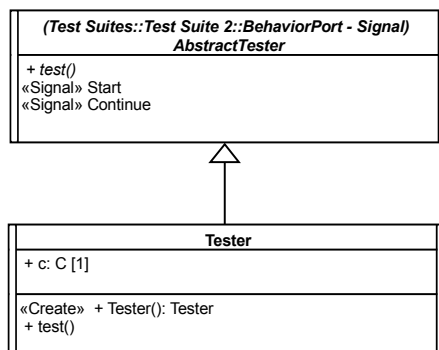 (Test Suites::Test Suite 2::BehaviorPort - Signal)
AbstractTester
+ test()
«Signal» Start
«Signal» Continue
Tester
+ c: C [1]
«Create» + Tester(): Tester
+ test()